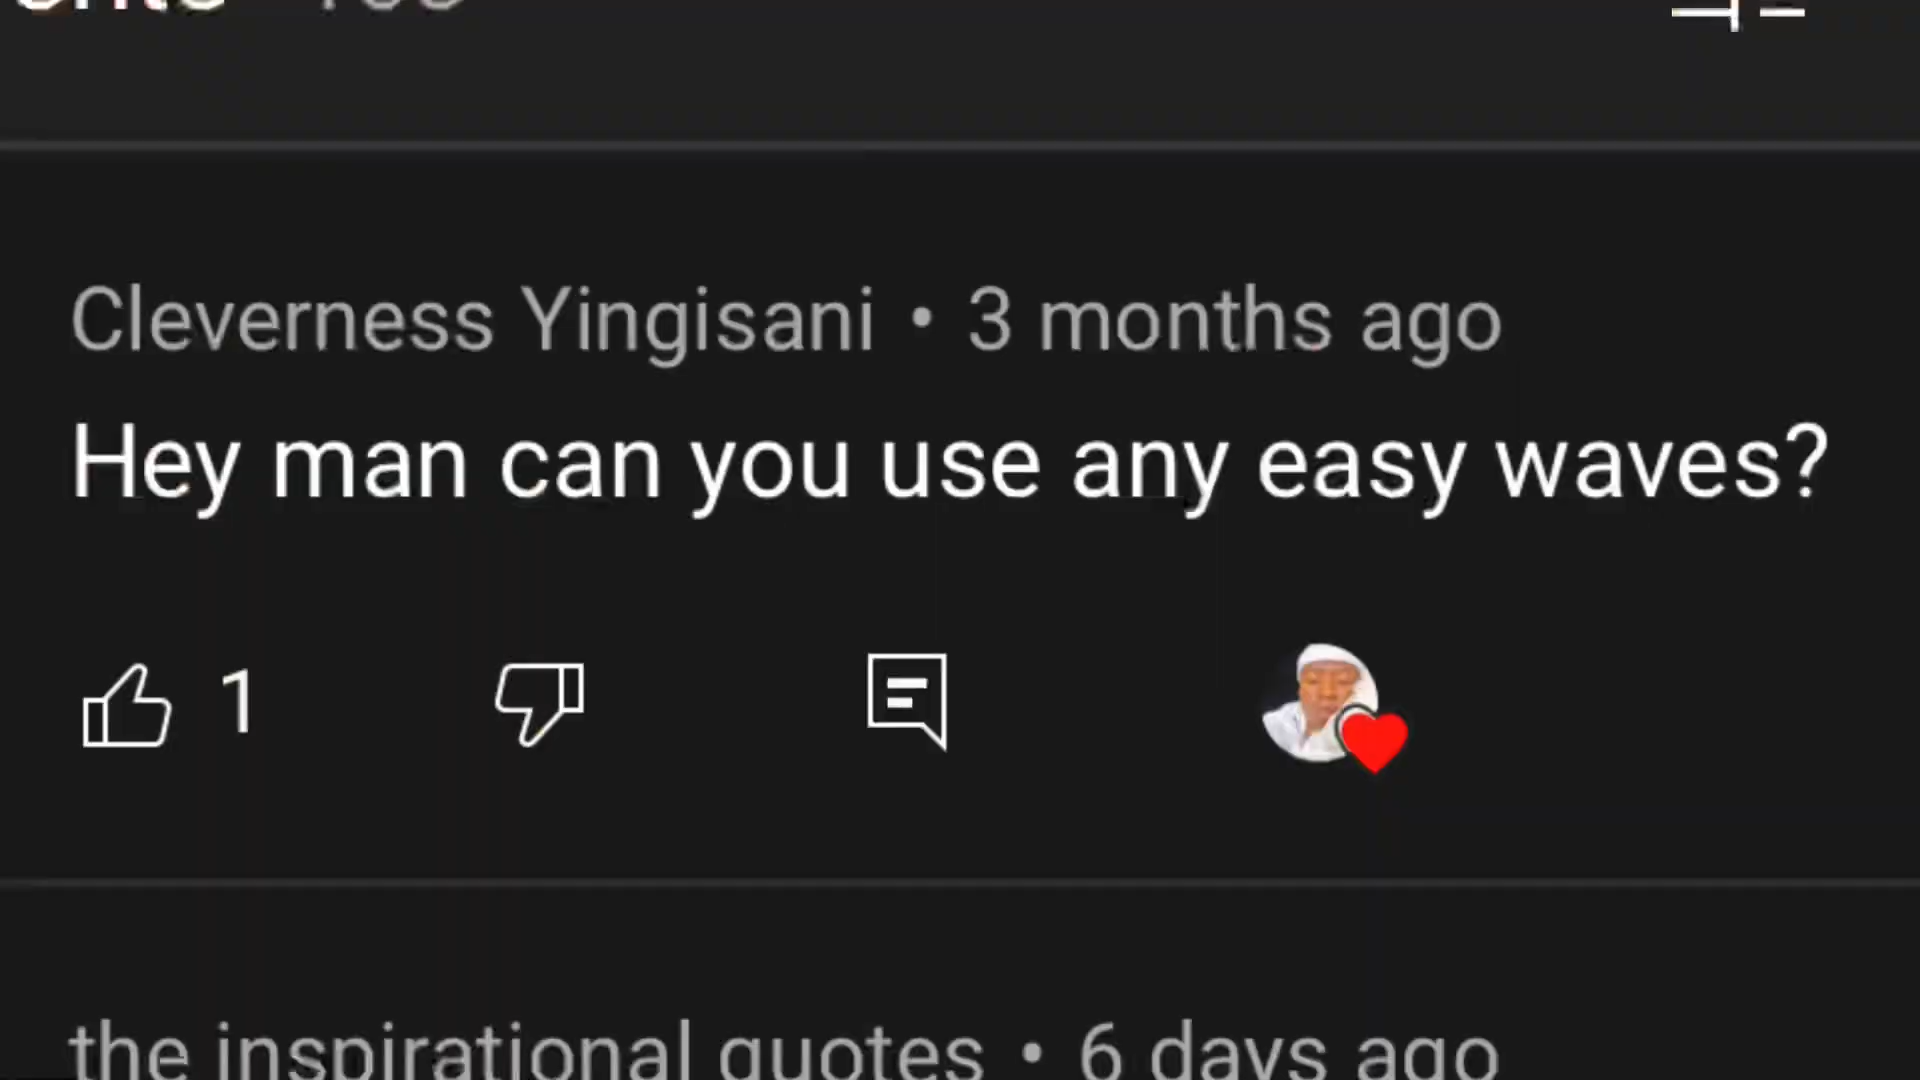 Cleverness Yingisani • 3 months ago
Hey man can you use any easy waves?
1
the inspirational quotes • 6 days ago